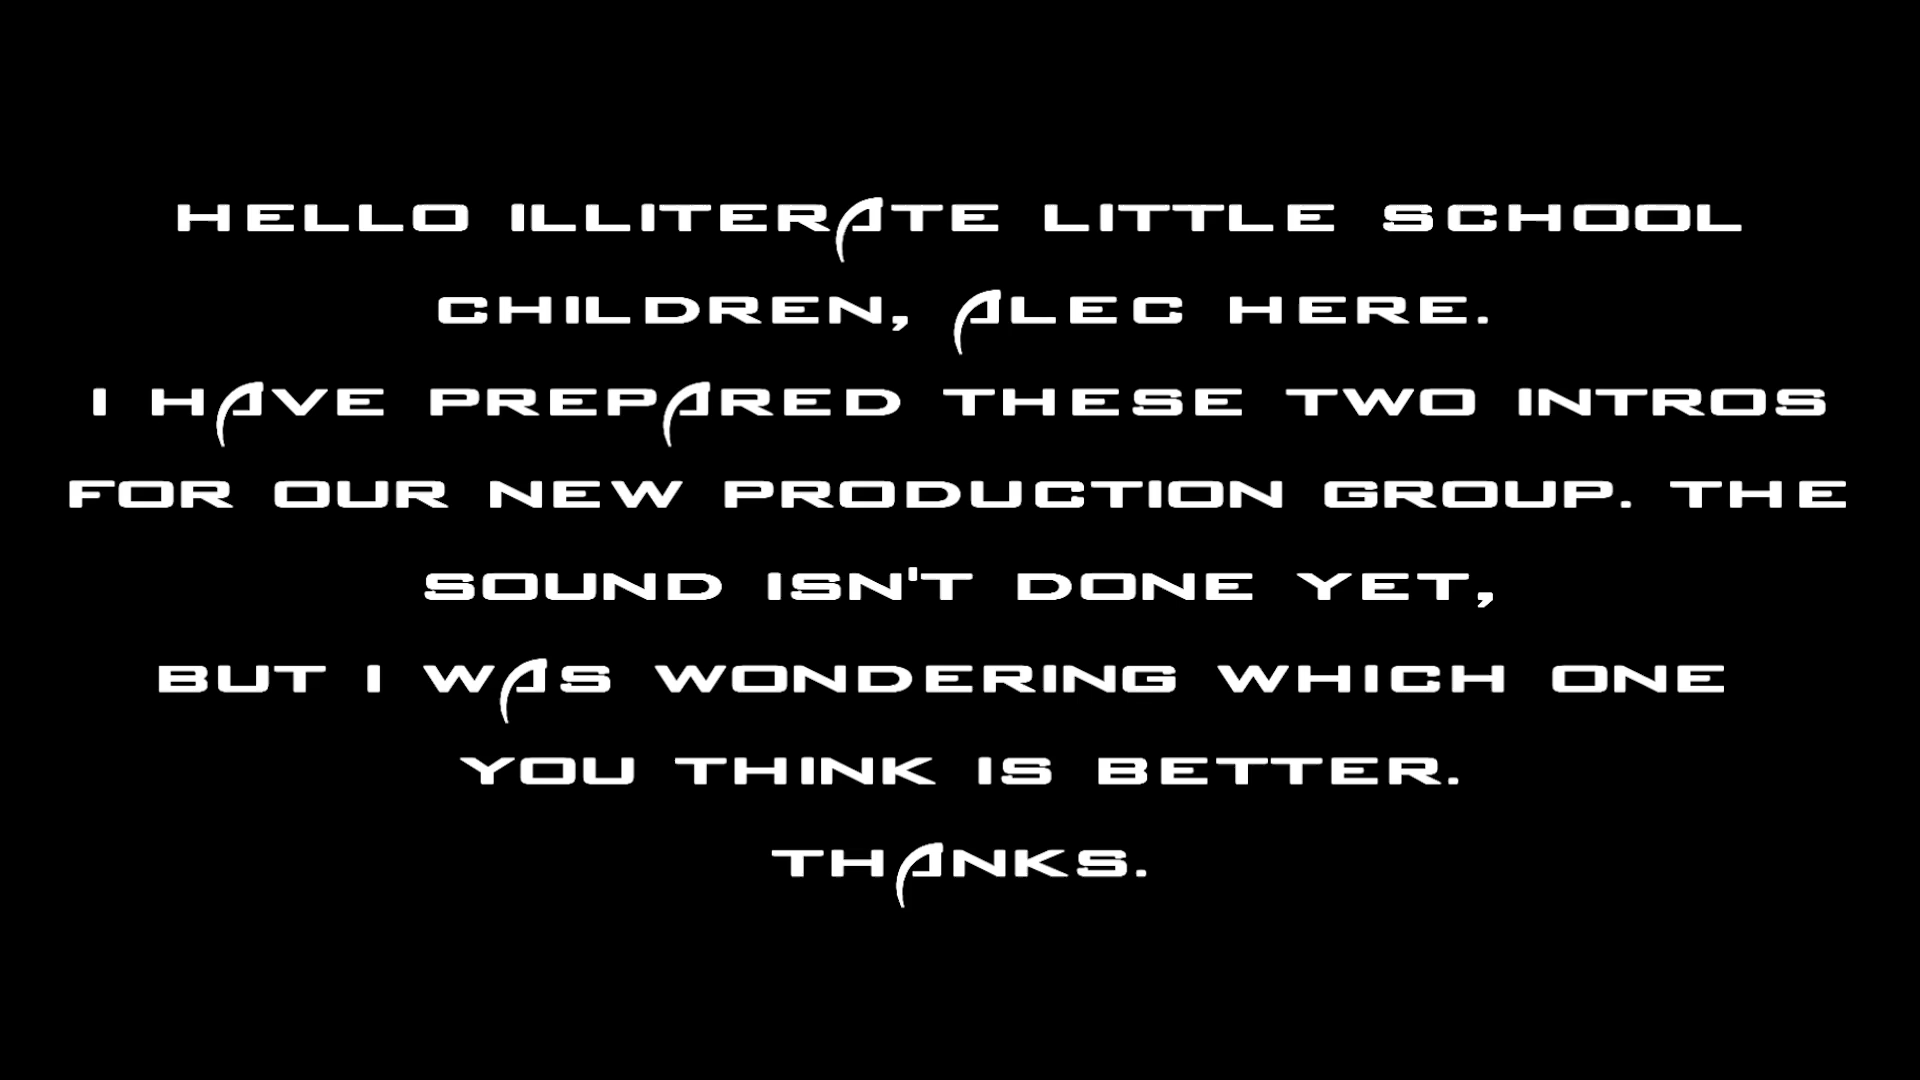 HELLO ILLITERATE LITTLE SCHOOL
CHILDREN, ALEC HERE.
I HAVE PREPARED THESE TWO INTROS
FOR OUR NEW PRODUCTION GROUP. THE
SOUND ISN'T DONE YET,
BUT I WAS WONDERING WHICH ONE
YOU THINK IS BETTER.
THANKS.